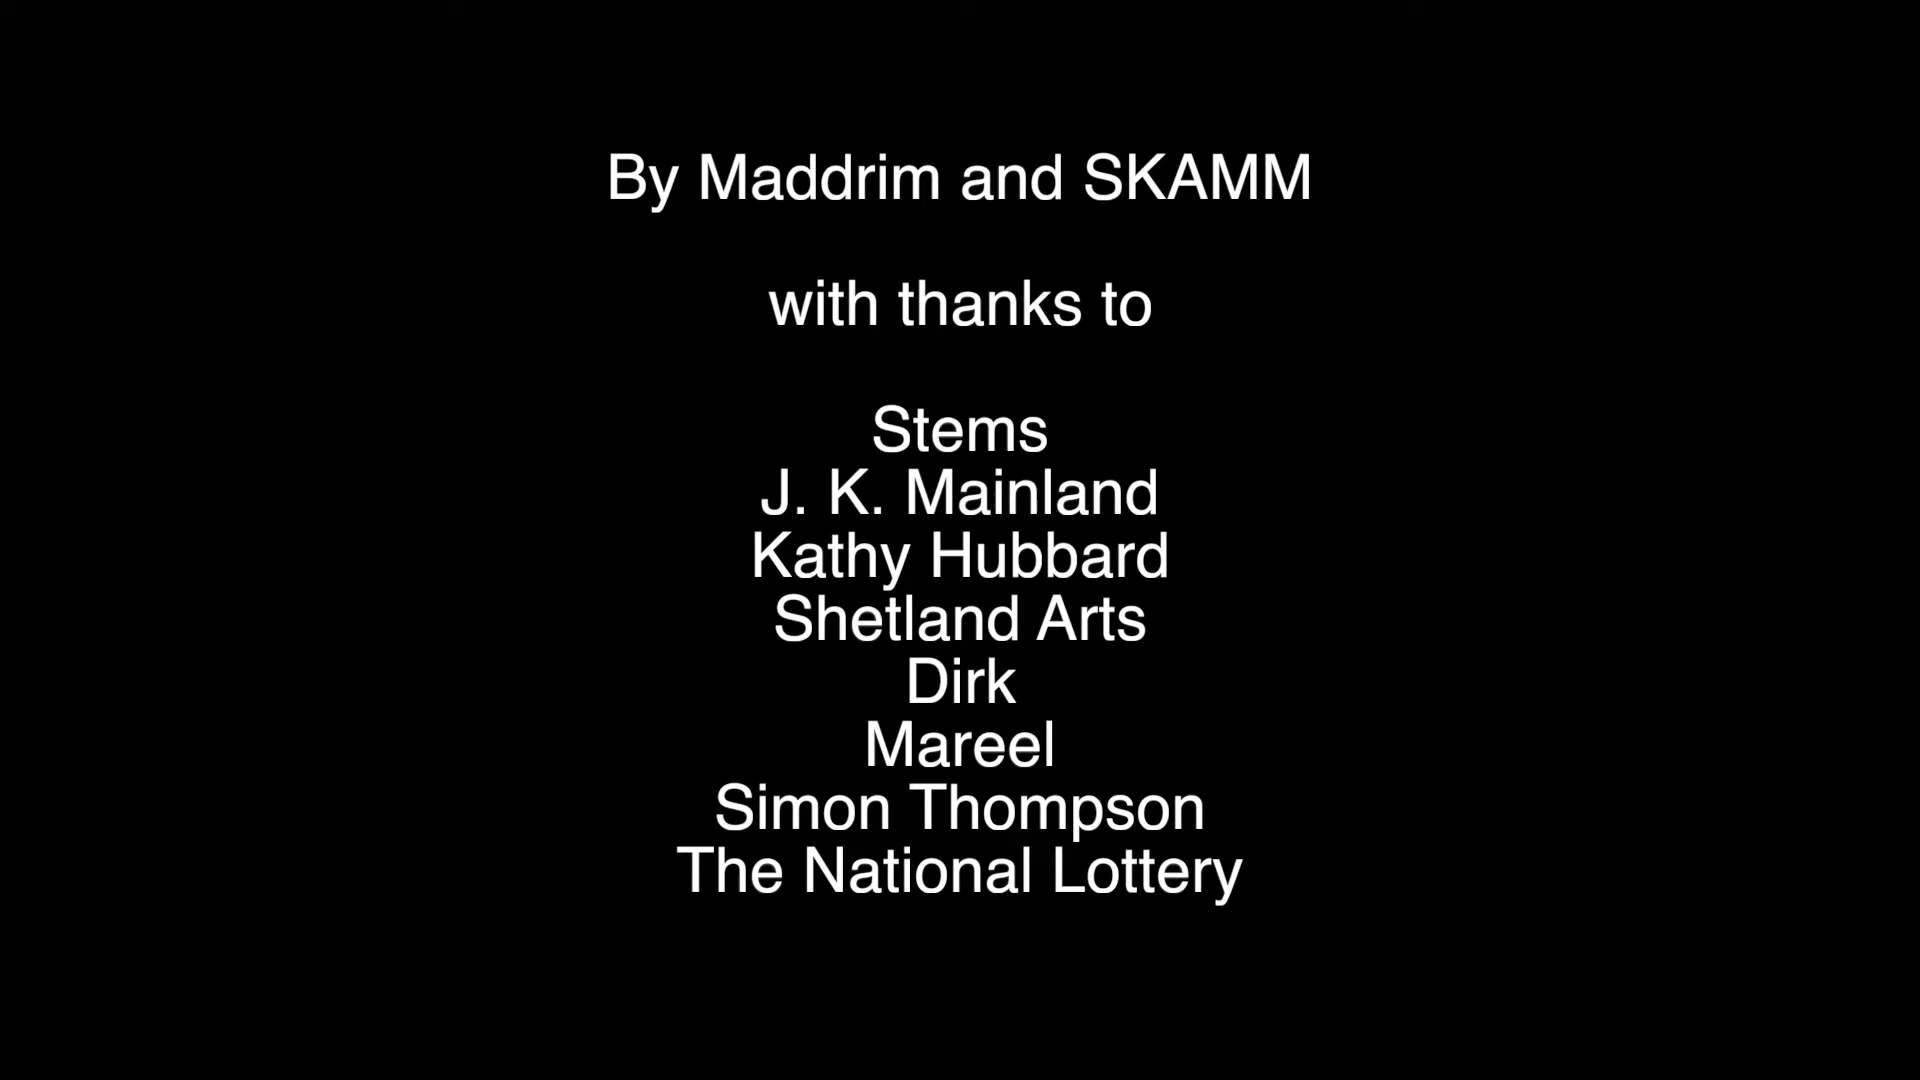 By Maddrim and SKAMM
with thanks to
Stems
J. K. Mainland
Kathy Hubbard
Shetland Arts
Dirk
Mareel
Simon Thompson
The National Lottery